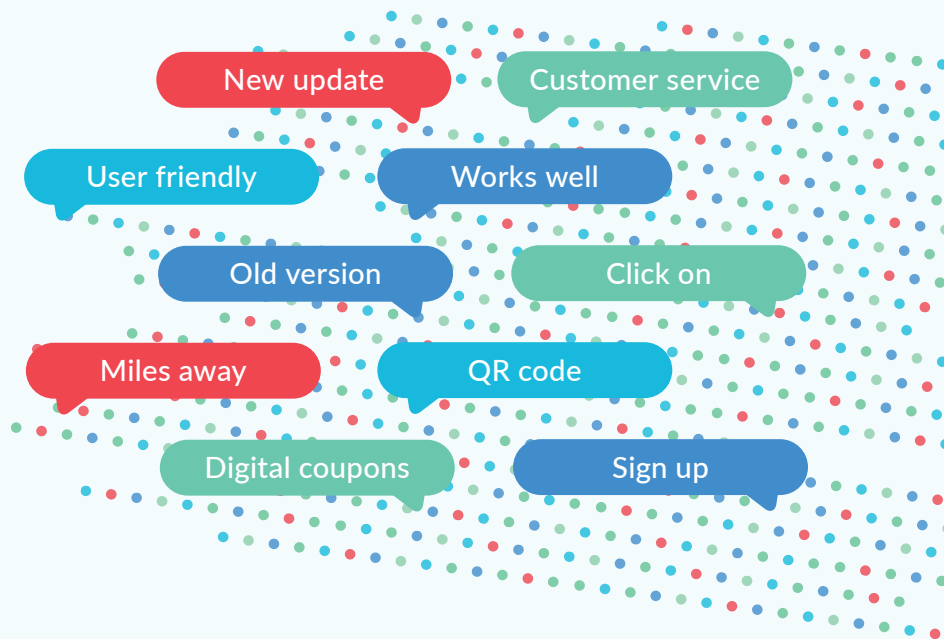 New update
Customer service
User friendly
Works well
Old version
Click on
Miles away
QR code
Digital coupons
Sign up